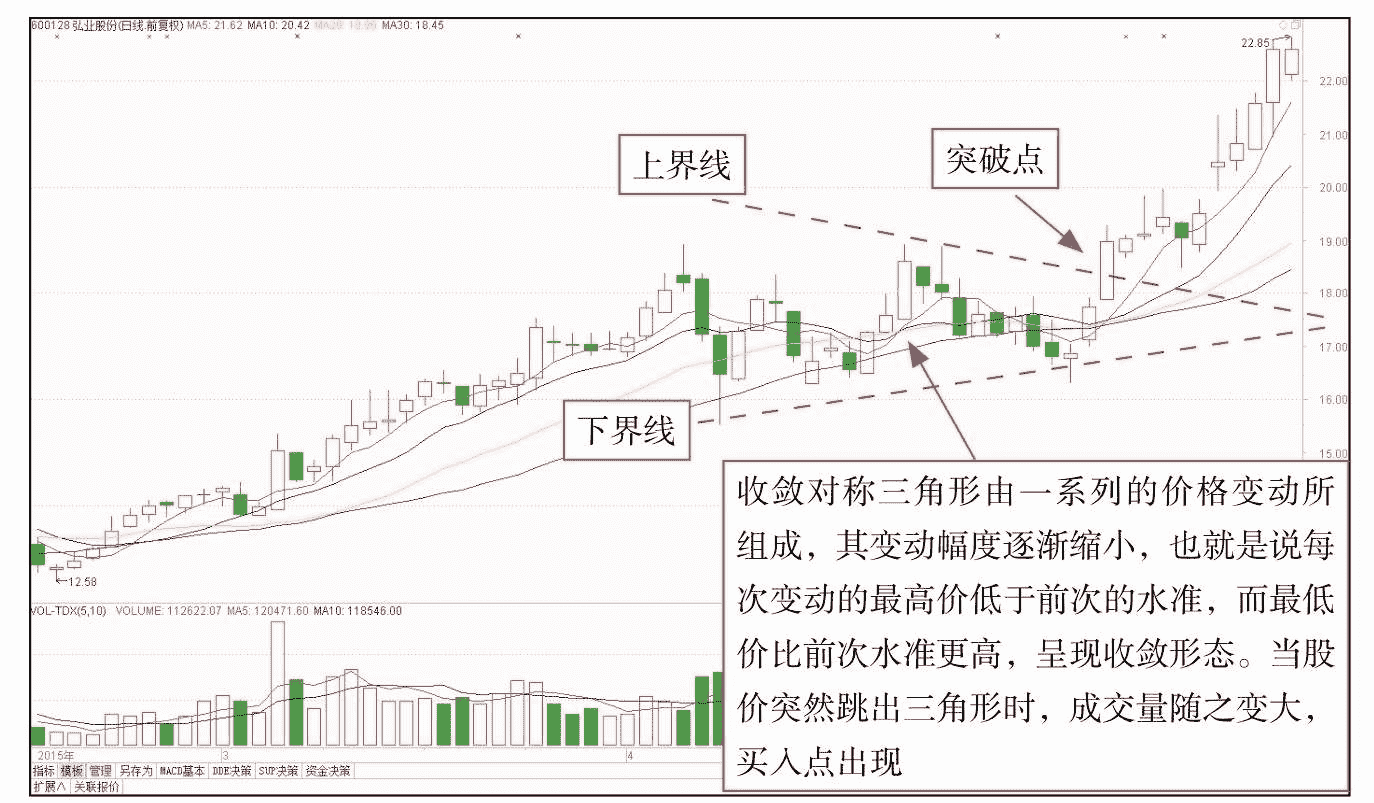 600128 弘业股份(日线.前复权) MA5: 21.62 MA10: 20.42 MA30: 18.45
22.85
22.00
21.00
上界线
突破点
20.00
19.00
18.00
17.00
16.00
下界线
15.00
收敛对称三角形由一系列的价格变动所
组成，其变动幅度逐渐缩小，也就是说每
次变动的最高价低于前次的水准，而最低
价比前次水准更高，呈现收敛形态。当股
价突然跳出三角形时，成交量随之变大，
买入点出现
12.58
VOL-TDX(5,10) VOLUME: 112622.07 MA5: 120471.60 MA10: 118546.00
2015年 3 4
指标 模板 管理 另存为 MACD基本 DDE决策 SUP决策 资金决策
扩展∧ 关联报价